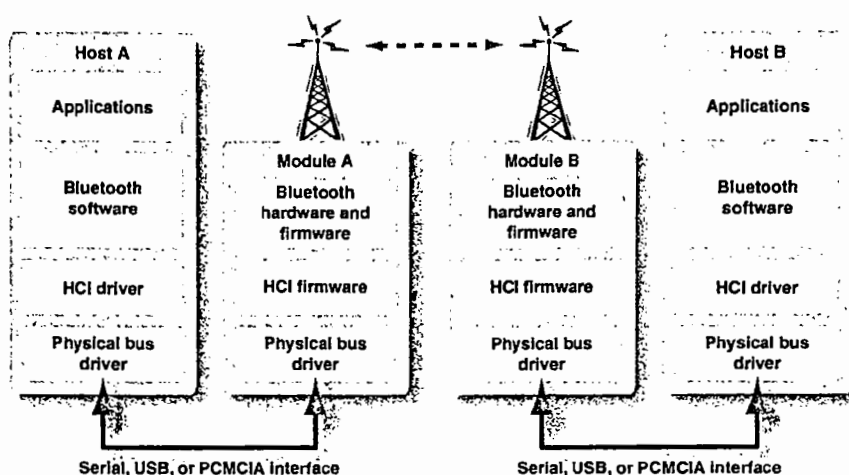 Host A
Applications
Bluetooth
software
HCI driver
Physical bus
driver
Module A
Bluetooth
hardware and
firmware
HCI firmware
Physical bus
driver
Module B
Bluetooth
hardware and
firmware
HCI firmware
Physical bus
driver
Host B
Applications
Bluetooth
software
HCI driver
Physical bus
driver
Serial, USB, or PCMCIA interface
Serial, USB, or PCMCIA interface